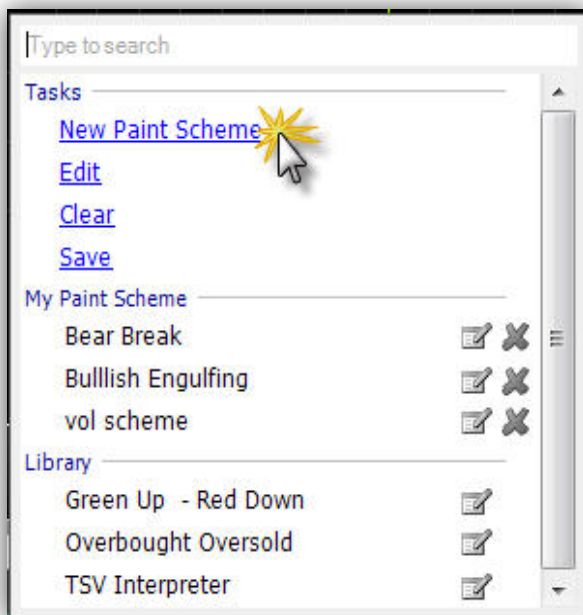 Type to search
Tasks
New Paint Scheme
Edit
Clear
Save
My Paint Scheme
Bear Break
Bulllish Engulfing
vol scheme
Library
Green Up - Red Down
Overbought Oversold
TSV Interpreter